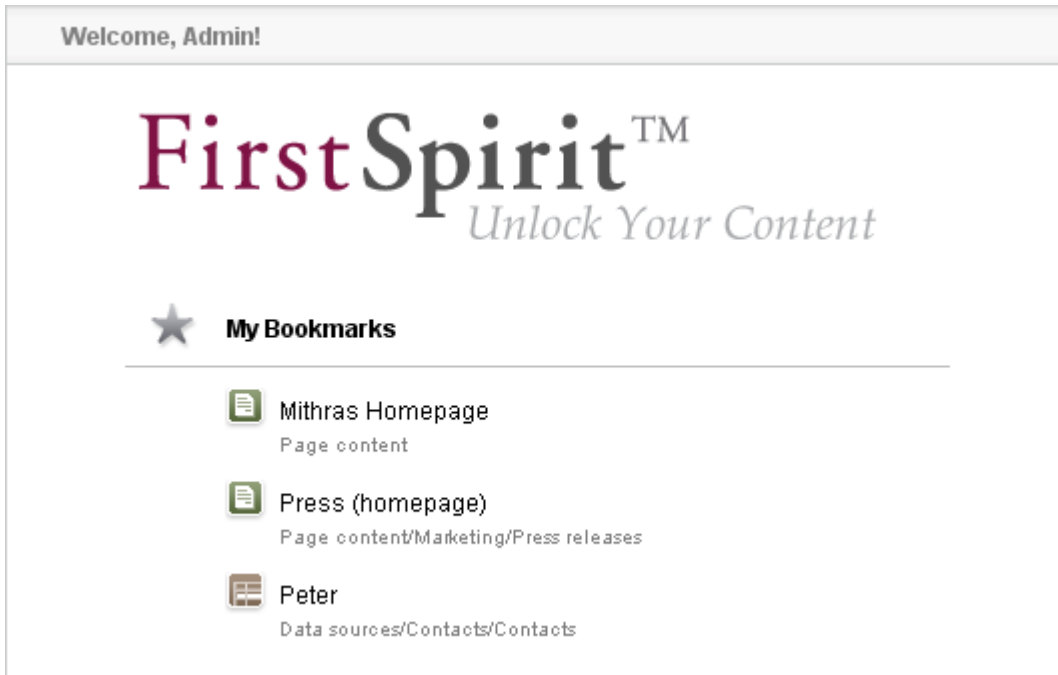 Welcome, Admin!
FirstSpirit™
Unlock Your Content
My Bookmarks
Mithras Homepage
Page content
Press (homepage)
Page content/Marketing/Press releases
Peter
Data sources/Contacts/Contacts